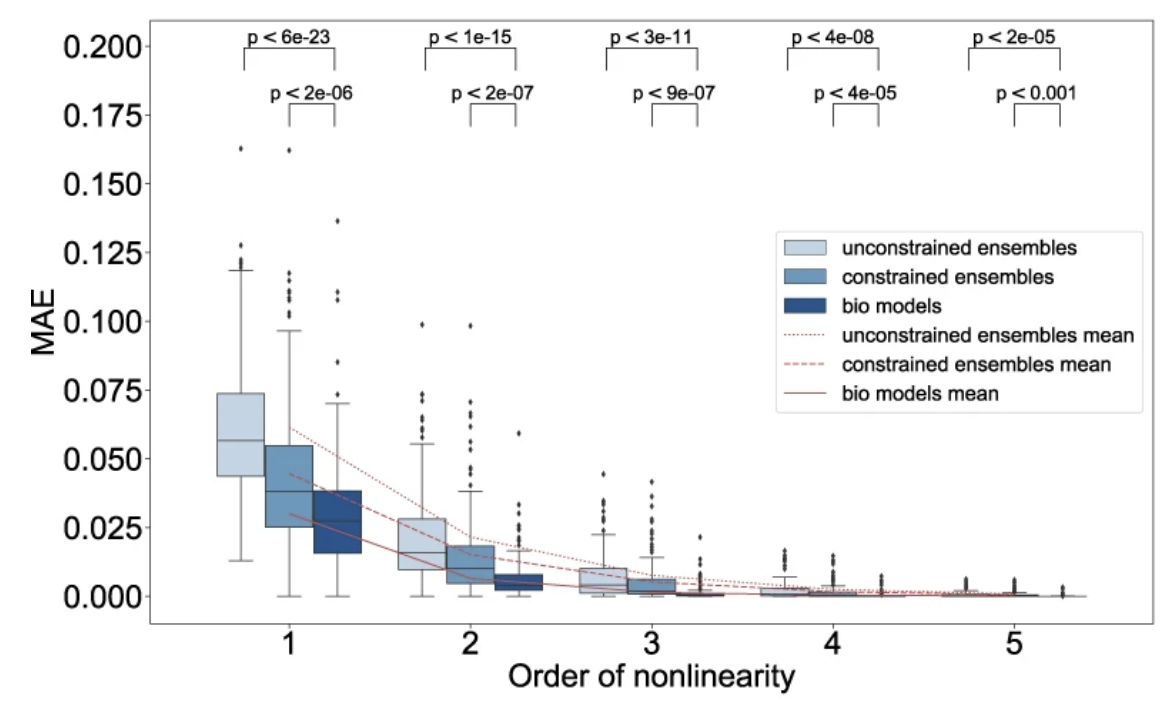 p < 6e-23
p < 1e-15
p < 3e-11
p < 4e-08
p < 2e-05
p < 2e-06
p < 2e-07
p < 9e-07
p < 4e-05
p < 0.001
0.200
0.175
0.150
0.125
0.100
0.075
0.050
0.025
0.000
MAE
unconstrained ensembles
constrained ensembles
bio models
unconstrained ensembles mean
constrained ensembles mean
bio models mean
1 2 3 4 5
Order of nonlinearity